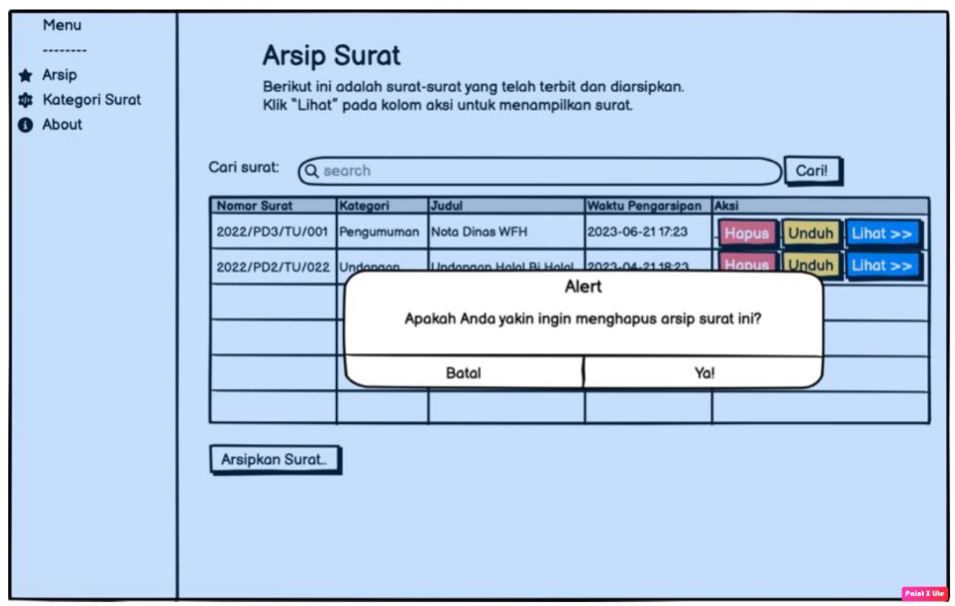 Menu
--------
Arsip
Kategori Surat
About
Arsip Surat
Berikut ini adalah surat-surat yang telah terbit dan diarsipkan.
Klik "Lihat" pada kolom aksi untuk menampilkan surat.
Cari surat: search Cari!
Nomor Surat Kategori Judul Waktu Pengarsipan Aksi
2022/PD3/TU/001 Pengumuman Nota Dinas WFH 2023-06-21 17:23 Hapus Unduh Lihat >>
2022/PD2/TU/022 Undangan Undangan Halal Bi Halal 2023-04-21 18:23 Hapus Unduh Lihat >>
Alert
Apakah Anda yakin ingin menghapus arsip surat ini?
Batal Ya!
Arsipkan Surat..
Paint X Lite